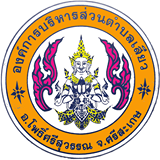 องค์การบริหารส่วนตำบลเสียว
อ.โพธิ์ศรีสุวรรณ จ.ศรีสะเกษ